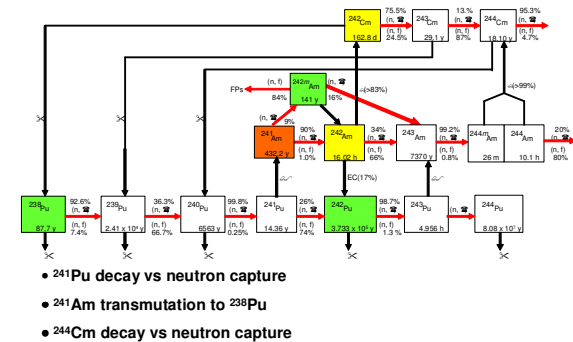 242Cm 162.8 d
75.5% (n, ☎
(n, f) 24.5%
243Cm 29.1 y
13.% (n, ☎
(n, f) 87%
244Cm 18.10 y
95.3% (n, ☎
(n, f) 4.7%
FPs
(n, f) 84%
242mAm 141 y
(n, ☎ 16%
(>83%)
(>99%)
(n, ☎ 9%
241Am 432.2 y
90% (n, ☎
(n, f) 1.0%
242Am 16.02 h
34% (n, ☎
(n, f) 66%
243Am 7370 y
99.2% (n, ☎
(n, f) 0.8%
244mAm 26 m
244Am 10.1 h
20% (n, ☎
(n, f) 80%
EC(17%)
238Pu 87.7 y
92.6% (n, ☎
(n, f) 7.4%
239Pu 2.41 x 10⁴ y
36.3% (n, ☎
(n, f) 66.7%
240Pu 6563 y
99.8% (n, ☎
(n, f) 0.25%
241Pu 14.36 y
26% (n, ☎
(n, f) 74%
242Pu 3.733 x 10⁵ y
98.7% (n, ☎
(n, f) 1.3 %
243Pu 4.956 h
(n, ☎
244Pu 8.08 x 10⁷ y
• 241Pu decay vs neutron capture
• 241Am transmutation to 238Pu
• 244Cm decay vs neutron capture